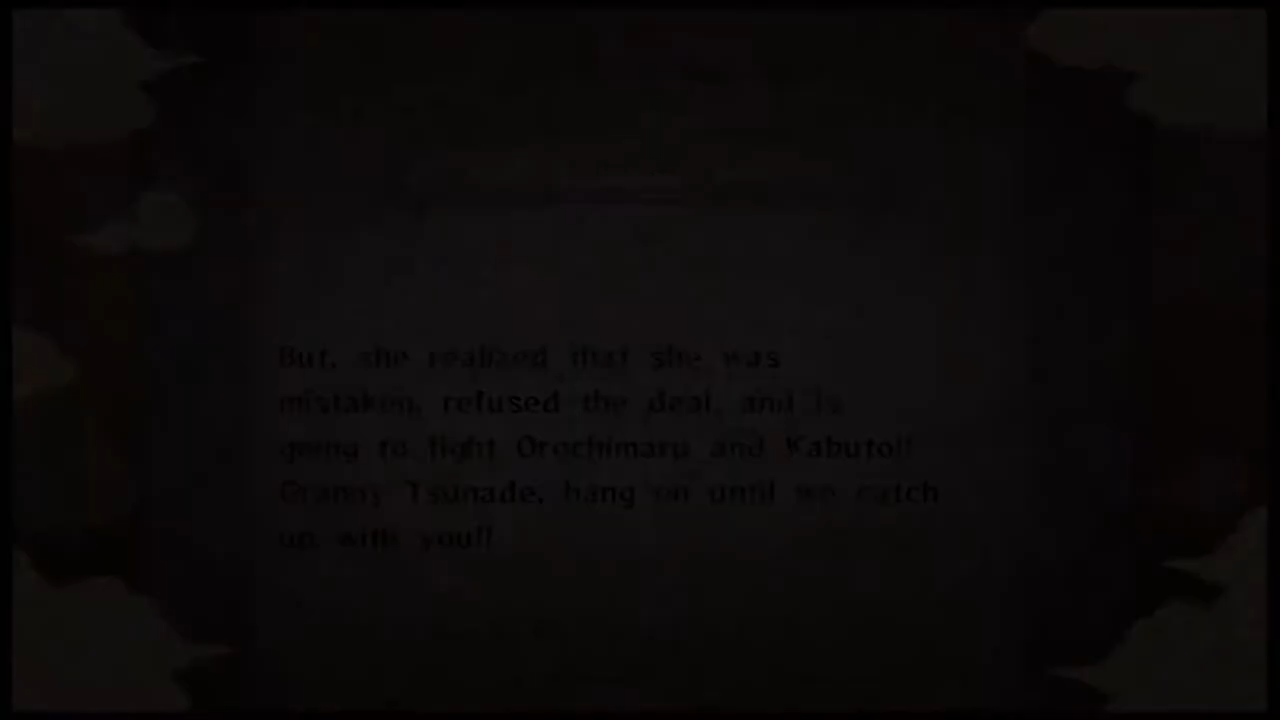 But, she realized that she was
mistaken, refused the deal, and is
going to fight Orochimaru and Kabuto!!
Granny Tsunade, hang on until we catch
up with you!!